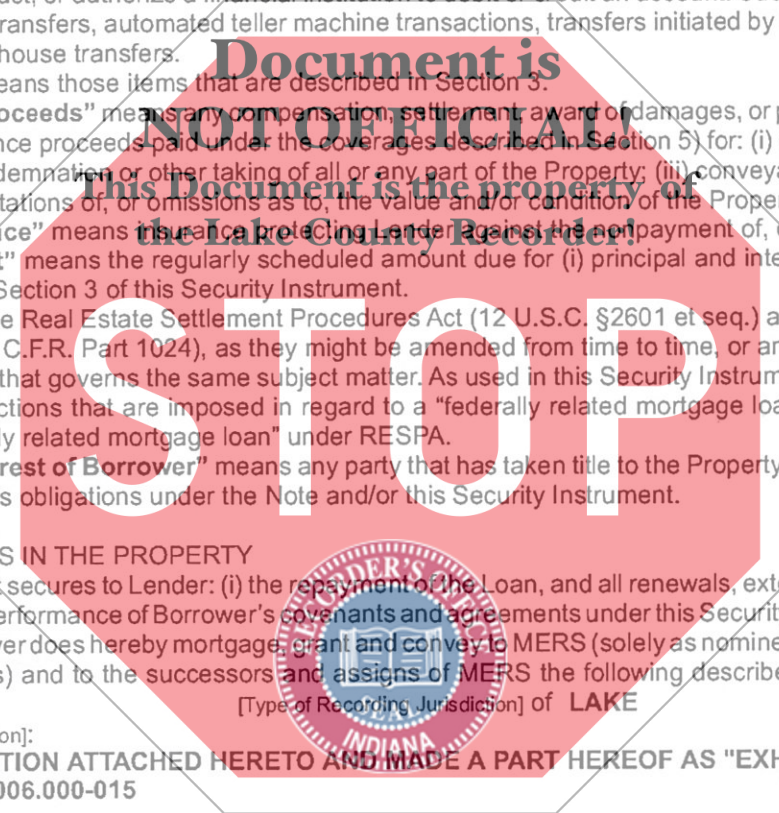 ransfers, automated teller machine transactions, transfers initiated by
house transfers.
Document is
eans those items that are described in Section 3.
oceeds" means any compensation, settlement, award of damages, or
NOT OFFICIAL!
nce proceeds paid under the coverages described in Section 5) for: (i)
demnation or other taking of all or any part of the Property; (iii) conveya
This Document is the property of
tations of, or omissions as to, the value and/or condition of the Proper
the Lake County Recorder!
ce" means insurance protecting Lender against the nonpayment of,
t" means the regularly scheduled amount due for (i) principal and inte
Section 3 of this Security Instrument.
e Real Estate Settlement Procedures Act (12 U.S.C. §2601 et seq.) a
C.F.R. Part 1024), as they might be amended from time to time, or a
that governs the same subject matter. As used in this Security Instrum
ctions that are imposed in regard to a "federally related mortgage loa
STOP
y related mortgage loan" under RESPA.
rest of Borrower" means any party that has taken title to the Property
s obligations under the Note and/or this Security Instrument.
S IN THE PROPERTY
secures to Lender: (i) the repayment of the Loan, and all renewals, exte
erformance of Borrower's covenants and agreements under this Securit
er does hereby mortgage, grant and convey to MERS (solely as nomine
s) and to the successors and assigns of MERS the following describe
[Type of Recording Jurisdiction] of LAKE
SEAL
INDIANA
on]:
TION ATTACHED HERETO AND MADE A PART HEREOF AS "EXH
006.000-015